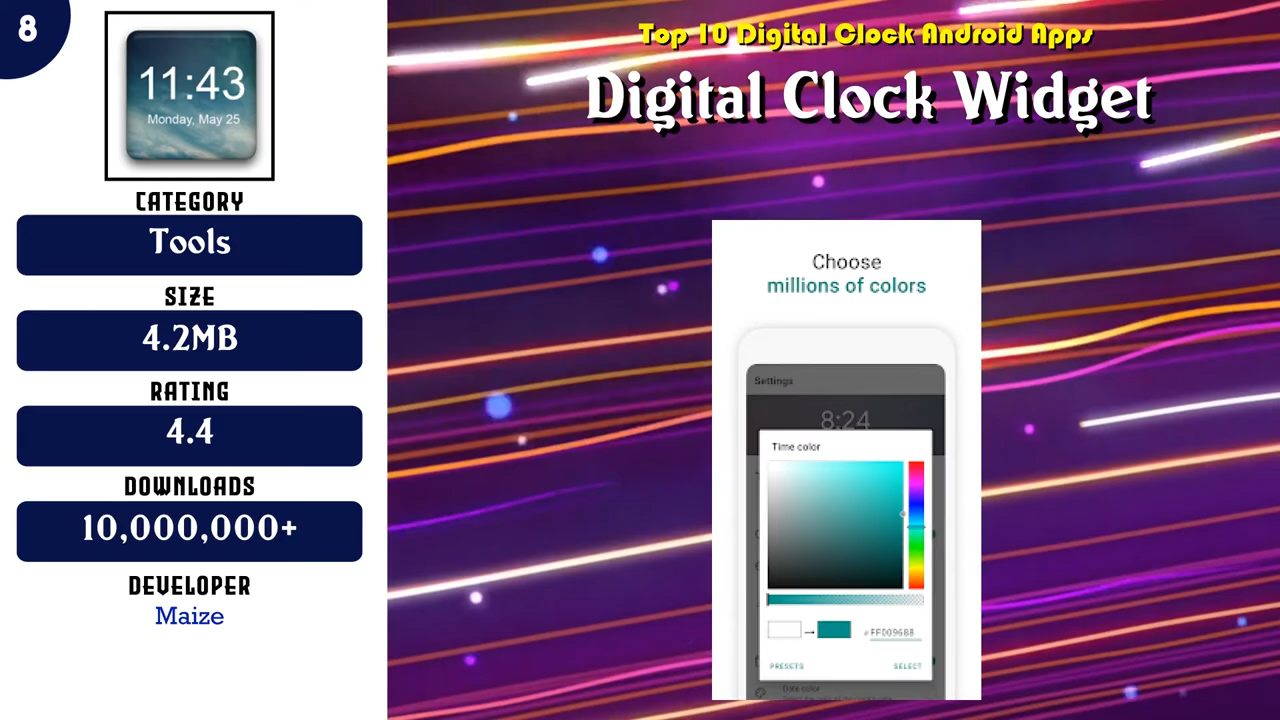 8
11:43
Monday, May 25
CATEGORY
Tools
SIZE
4.2MB
RATING
4.4
DOWNLOADS
10,000,000+
DEVELOPER
Maize
Top 10 Digital Clock Android Apps
Digital Clock Widget
Choose
millions of colors
Settings
8:24
Time color
#FF009688
PRESETS SELECT
Date color